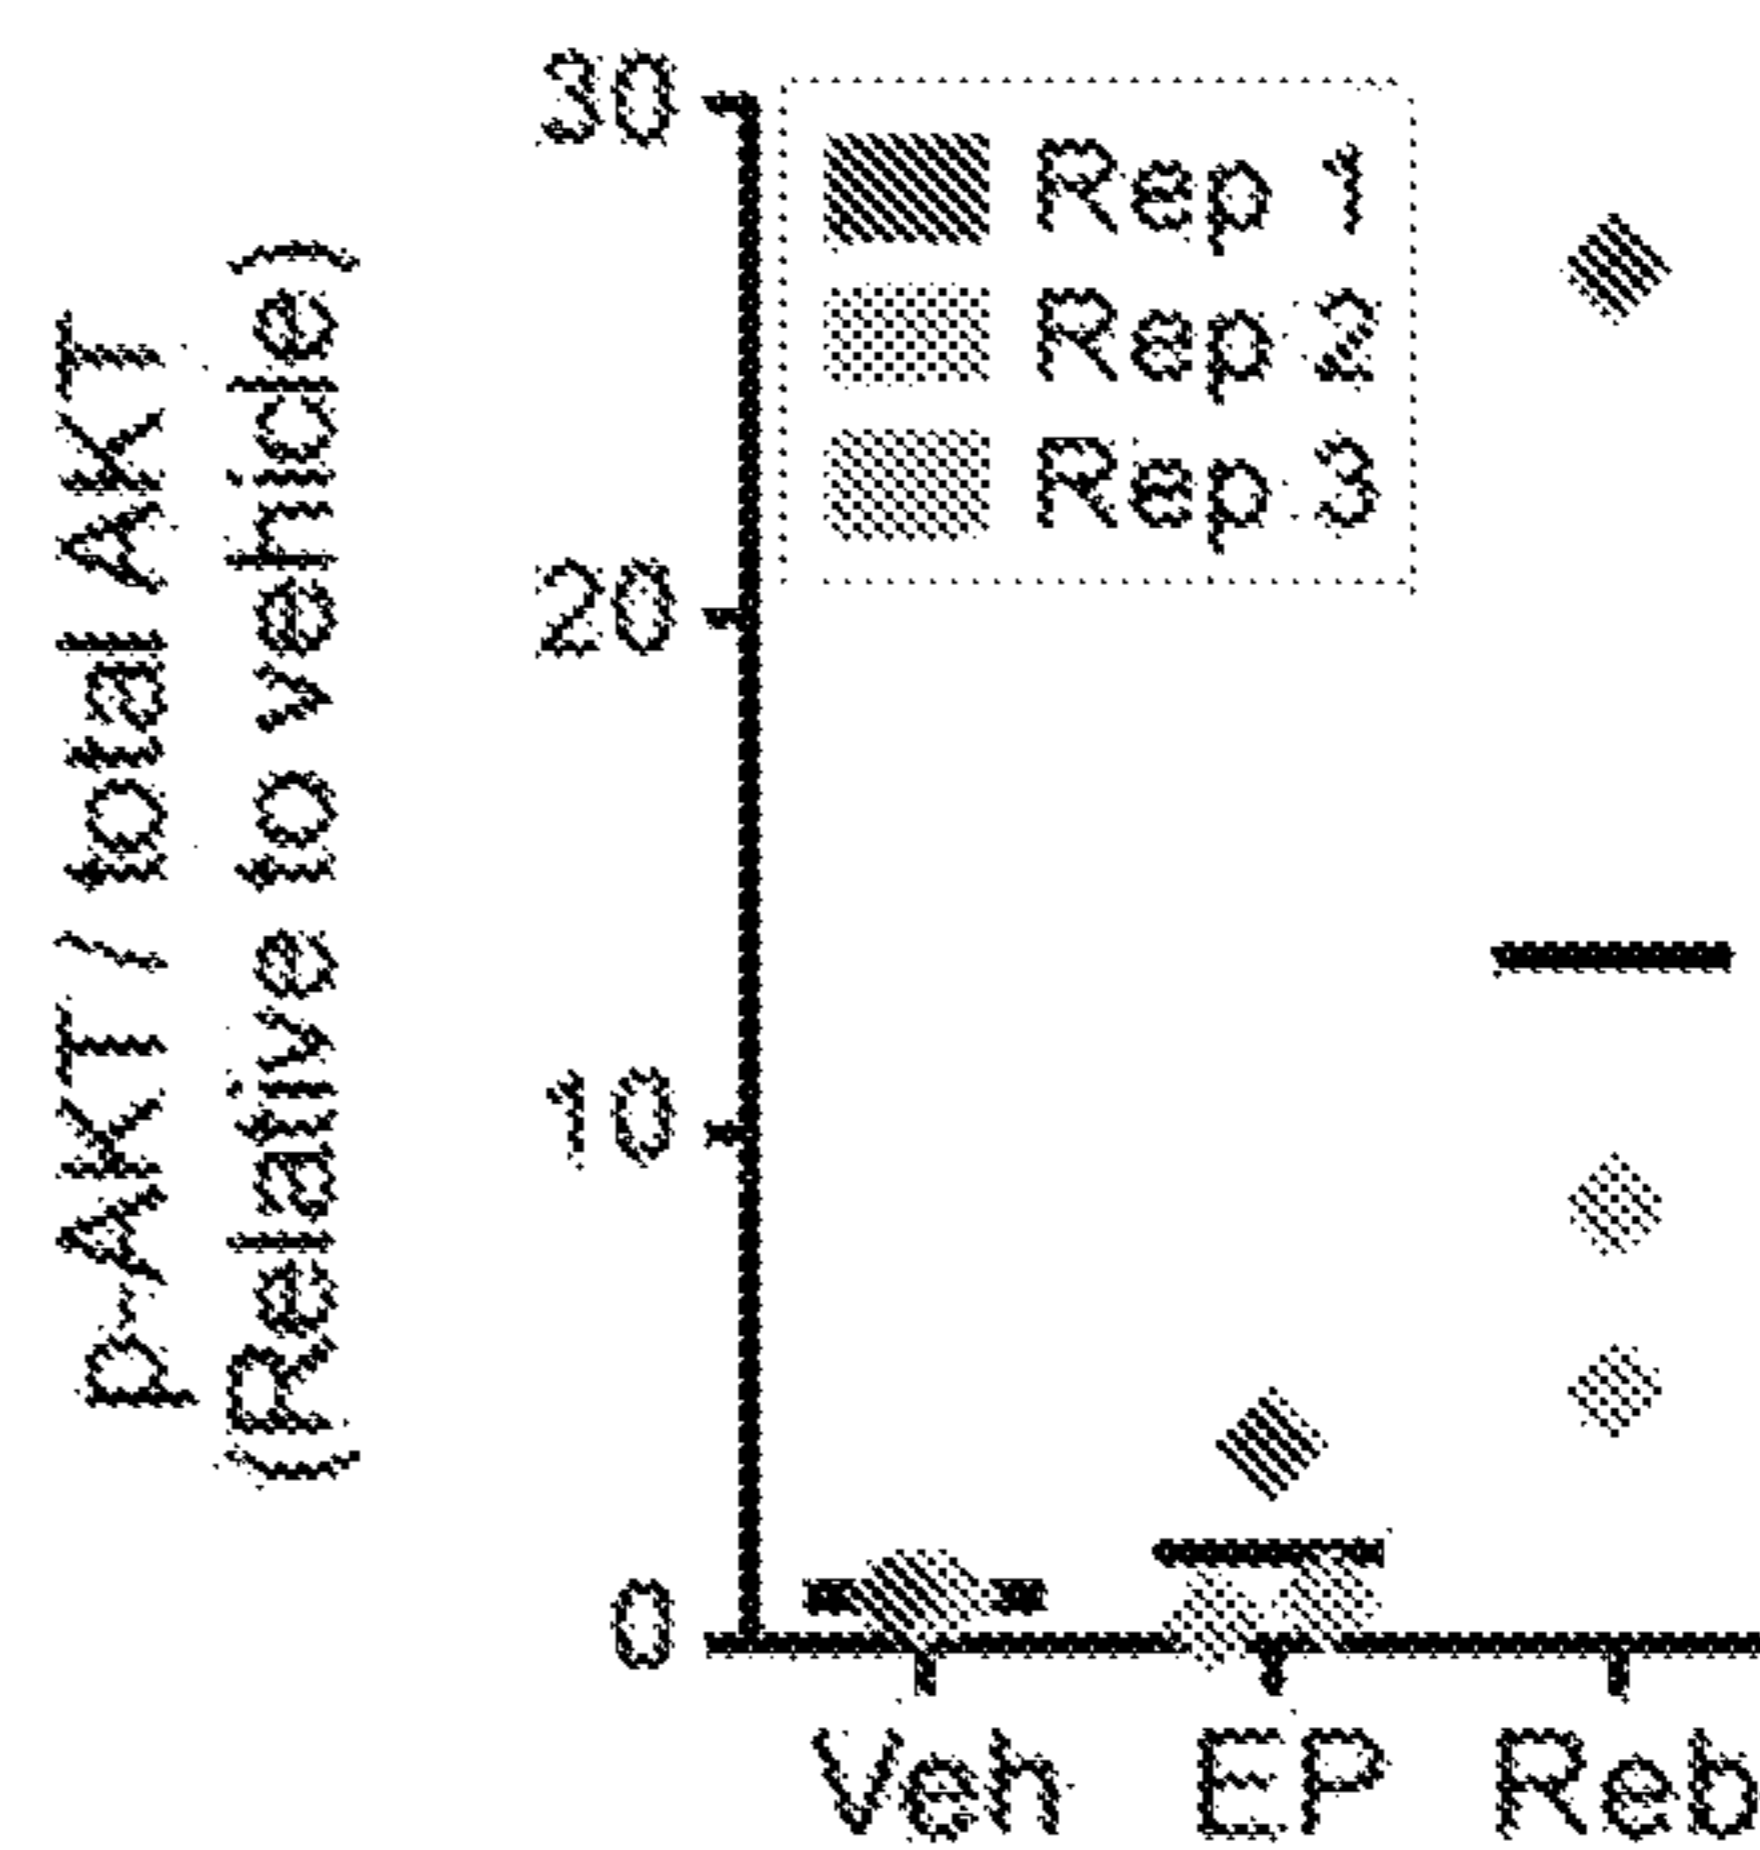 p-AKT / total AKT
(Relative to vehicle)
30
20
10
0
Rep 1
Rep 2
Rep 3
Veh EP Reb